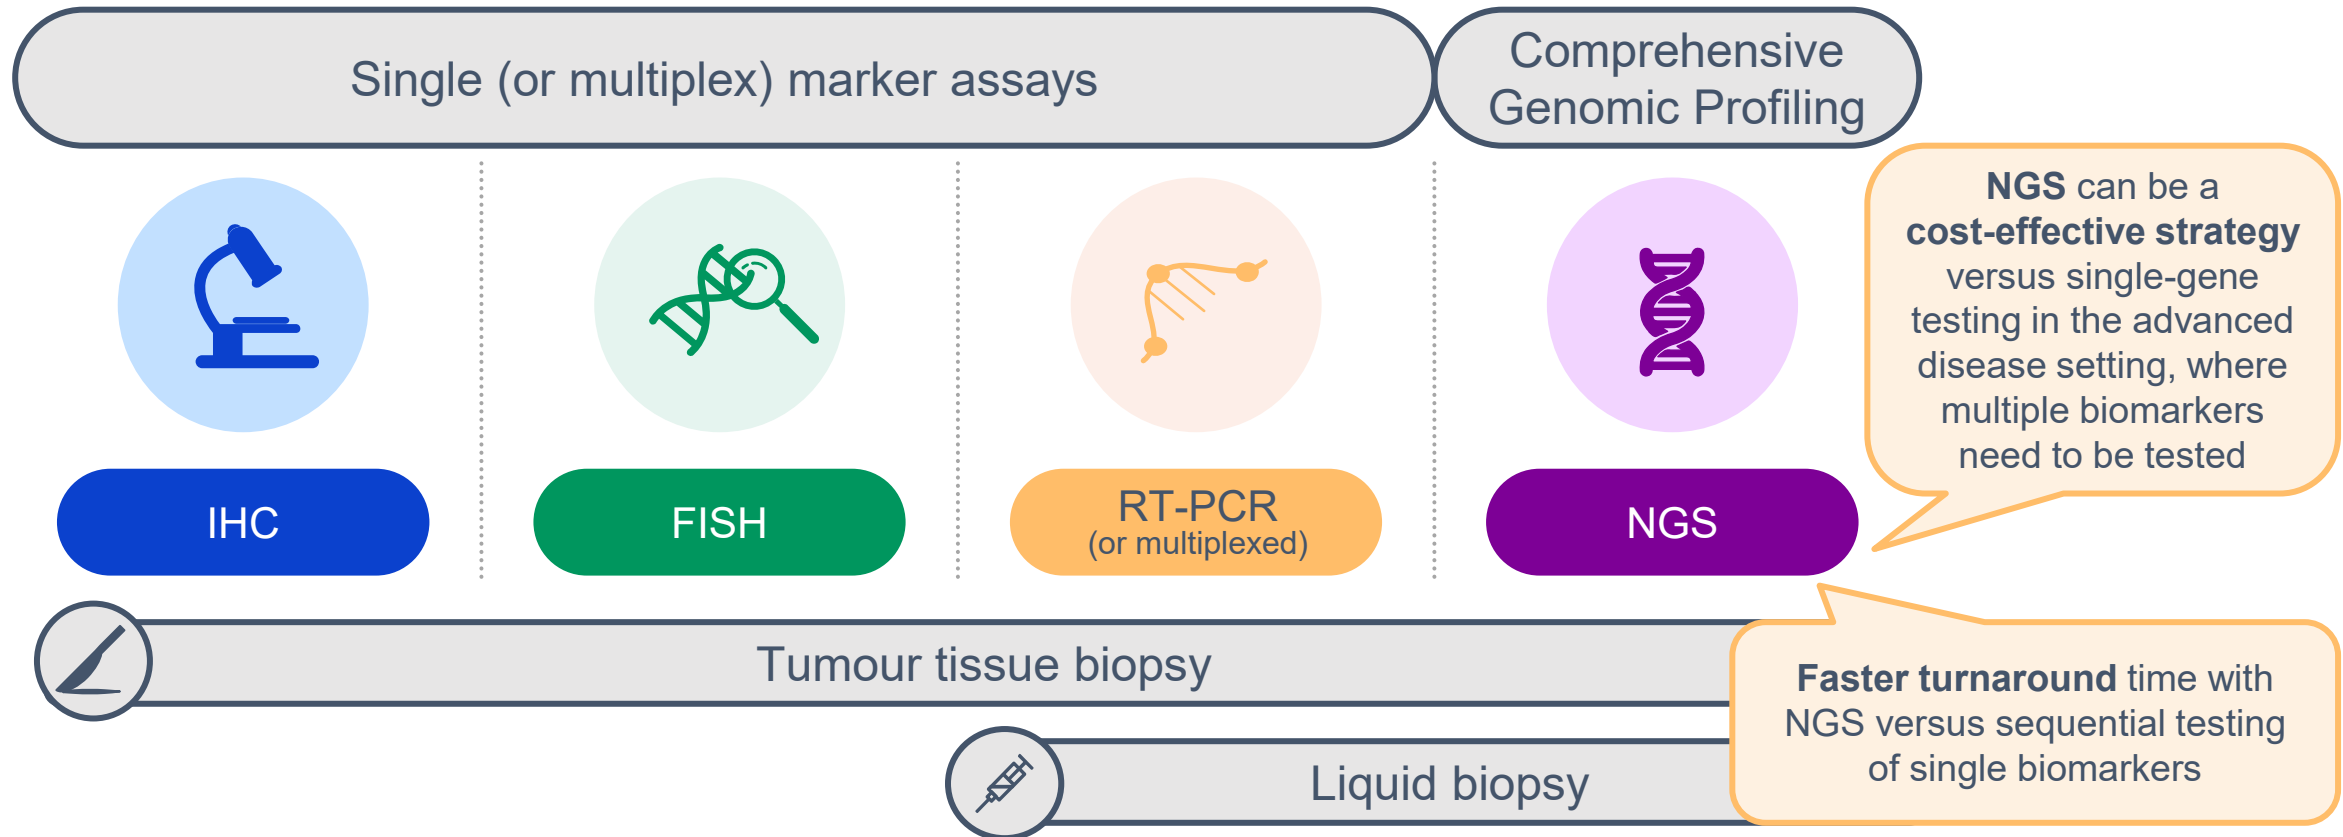 Single (or multiplex) marker assays
Comprehensive
Genomic Profiling
NGS can be a
cost-effective strategy
versus single-gene
testing in the advanced
disease setting, where
multiple biomarkers
need to be tested
IHC
FISH
RT-PCR
(or multiplexed)
NGS
Tumour tissue biopsy
Faster turnaround time with
NGS versus sequential testing
of single biomarkers
Liquid biopsy